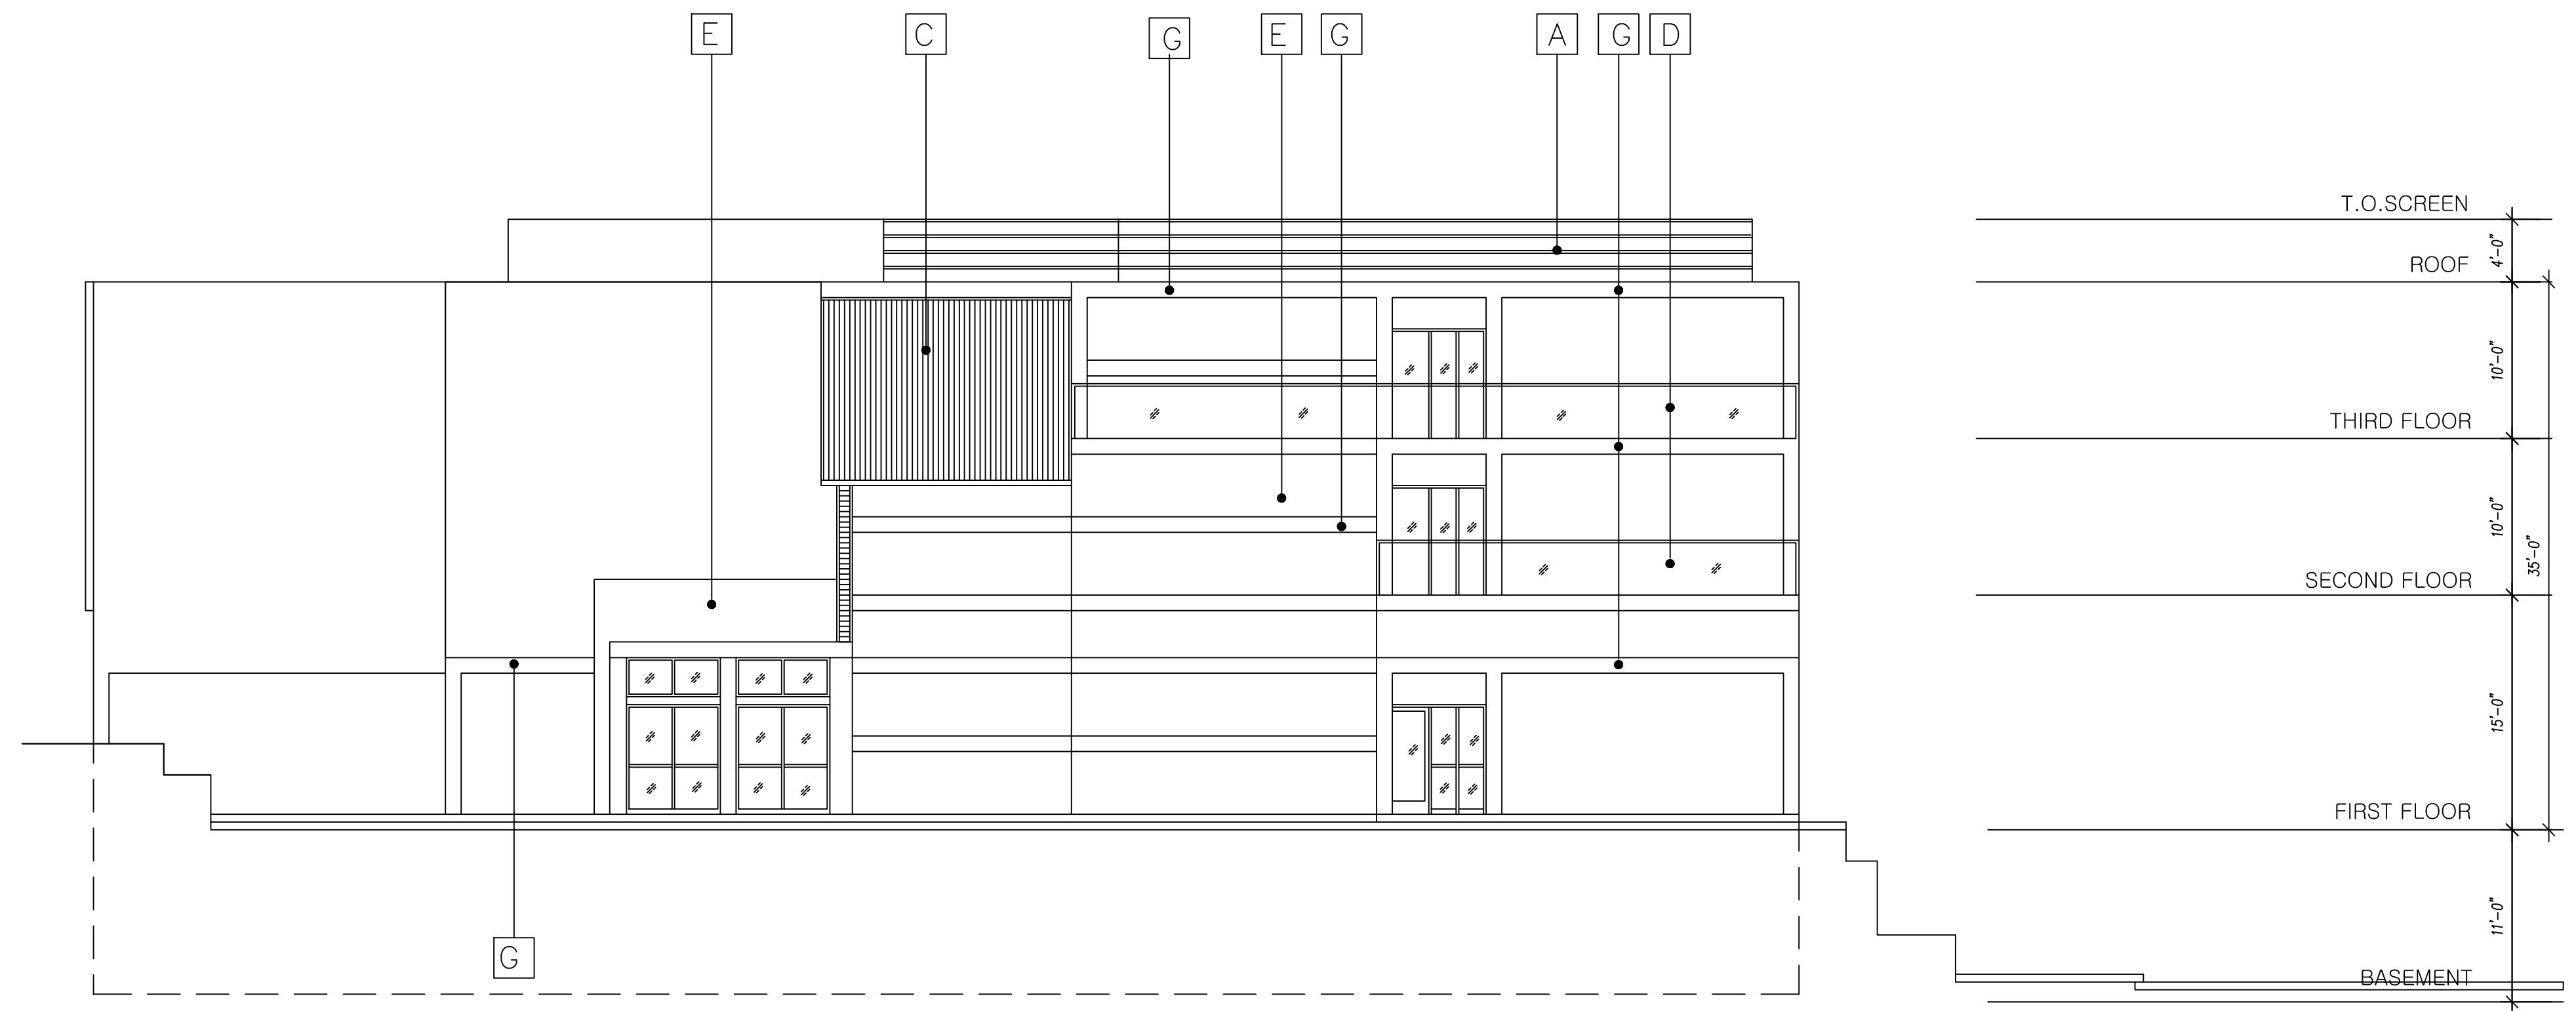 E
C
G
E
G
A
G
D
T.O.SCREEN
4'-0"
ROOF
10'-0"
THIRD FLOOR
10'-0"
35'-0"
SECOND FLOOR
15'-0"
FIRST FLOOR
11'-0"
G
BASEMENT